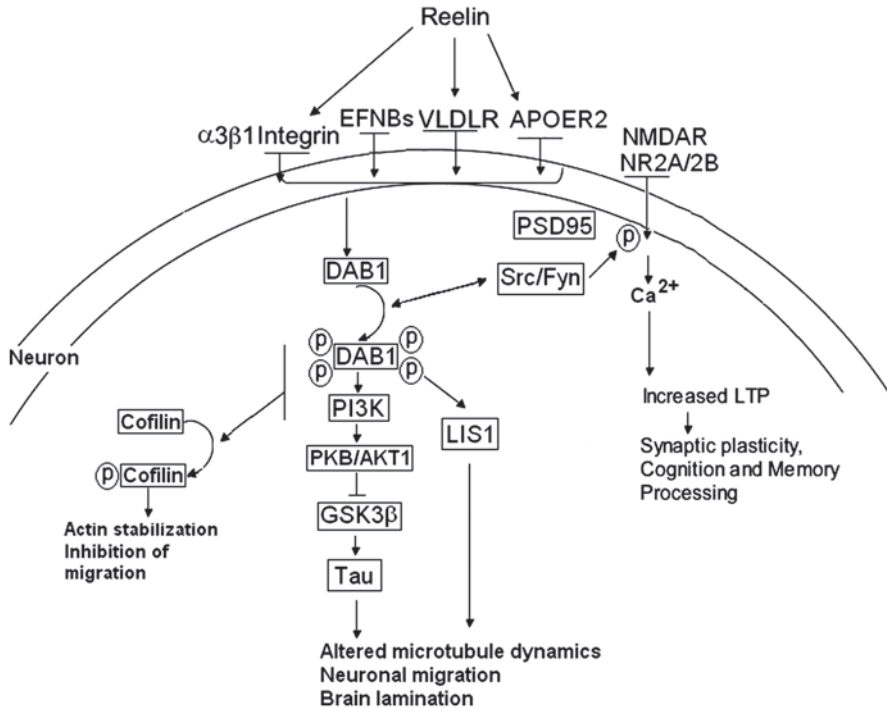 Reelin
α3β1Integrin
EFNBs
VLDLR
APOER2
NMDAR
NR2A/2B
PSD95
p
DAB1
Src/Fyn
Ca2+
Neuron
p
p
DAB1
p
p
PI3K
LIS1
PKB/AKT1
GSK3β
Tau
Cofilin
p
Cofilin
Actin stabilization
Inhibition of
migration
Increased LTP
Synaptic plasticity,
Cognition and Memory
Processing
Altered microtubule dynamics
Neuronal migration
Brain lamination